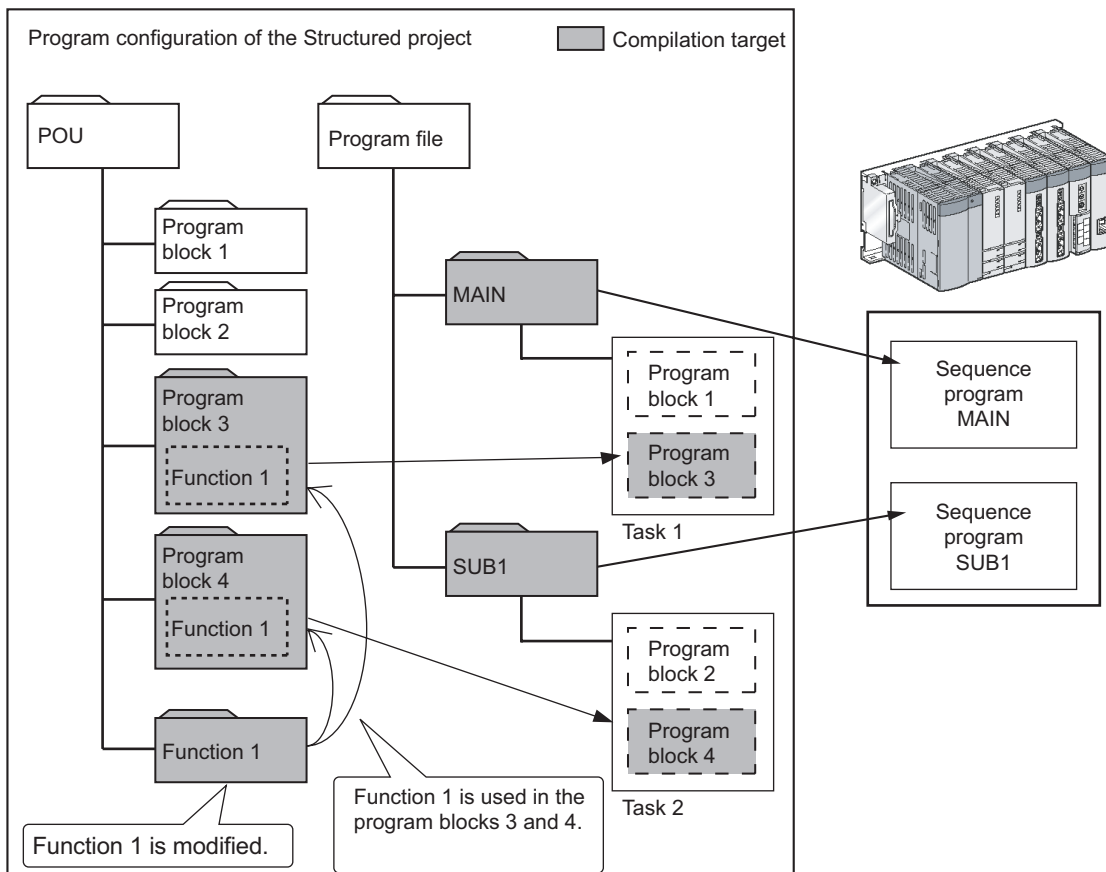 Program configuration of the Structured project
Compilation target
POU
Program file
Program
block 1
Program
block 2
Program
block 3
Function 1
Program
block 4
Function 1
Function 1
Function 1 is modified.
Function 1 is used in the
program blocks 3 and 4.
MAIN
Program
block 1
Program
block 3
Task 1
SUB1
Program
block 2
Program
block 4
Task 2
Sequence
program
MAIN
Sequence
program
SUB1